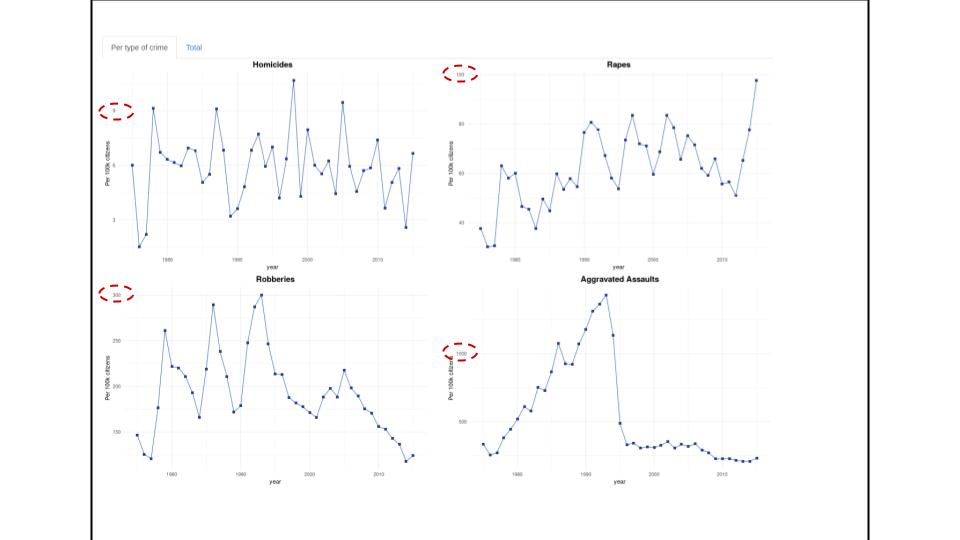 Per type of crime
Total
Homicides
Per 100k citizens
9
6
3
1980
1990
2000
2010
year
Rapes
Per 100k citizens
100
80
60
40
1980
1990
2000
2010
year
Robberies
Per 100k citizens
300
250
200
150
1980
1990
2000
2010
year
Aggravated Assaults
Per 100k citizens
1000
500
1980
1990
2000
2010
year